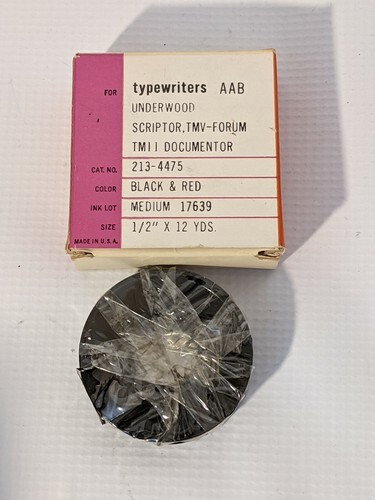 FOR typewriters AAB
UNDERWOOD
SCRIPTOR,TMV-FORUM
TMII DOCUMENTOR
CAT. NO. 213-4475
COLOR BLACK & RED
INK LOT MEDIUM 17639
SIZE 1/2" X 12 YDS.
MADE IN U.S.A.